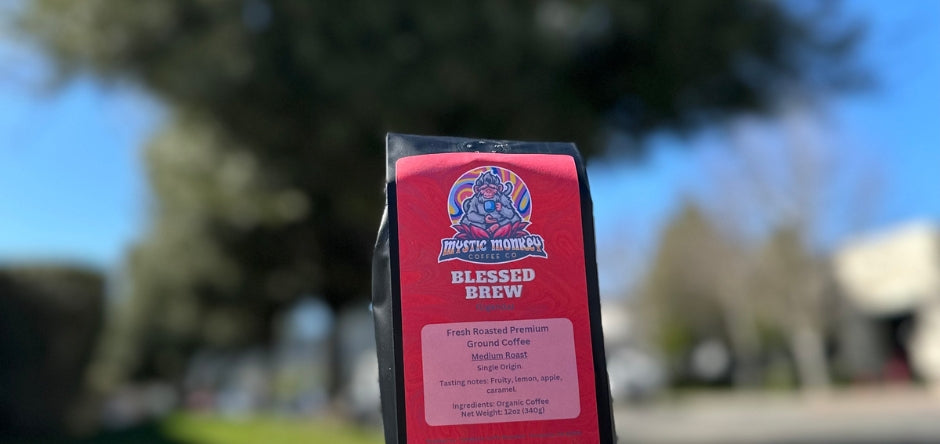 MYSTIC MONKEY
COFFEE CO
BLESSED
BREW
Fresh Roasted Premium
Ground Coffee
Medium Roast
Single Origin
Tasting notes: Fruity, lemon, apple,
caramel.
Ingredients: Organic Coffee
Net Weight: 12oz (340g)